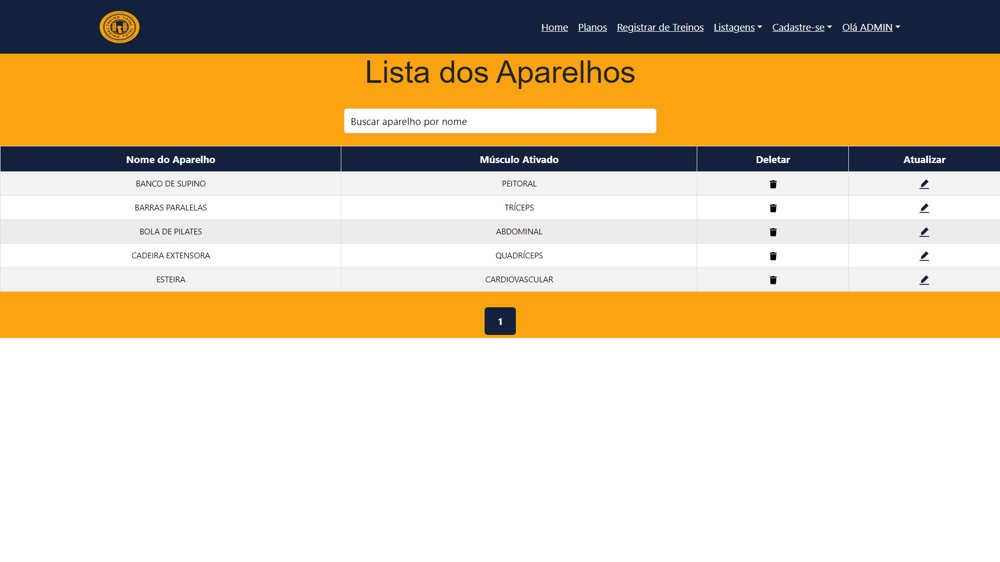 TREINO TOTAL
TREINO TOTAL
Home Planos Registrar de Treinos Listagens Cadastre-se Olá ADMIN
Lista dos Aparelhos
Buscar aparelho por nome
Nome do Aparelho Músculo Ativado Deletar Atualizar
BANCO DE SUPINO PEITORAL
BARRAS PARALELAS TRÍCEPS
BOLA DE PILATES ABDOMINAL
CADEIRA EXTENSORA QUADRÍCEPS
ESTEIRA CARDIOVASCULAR
1